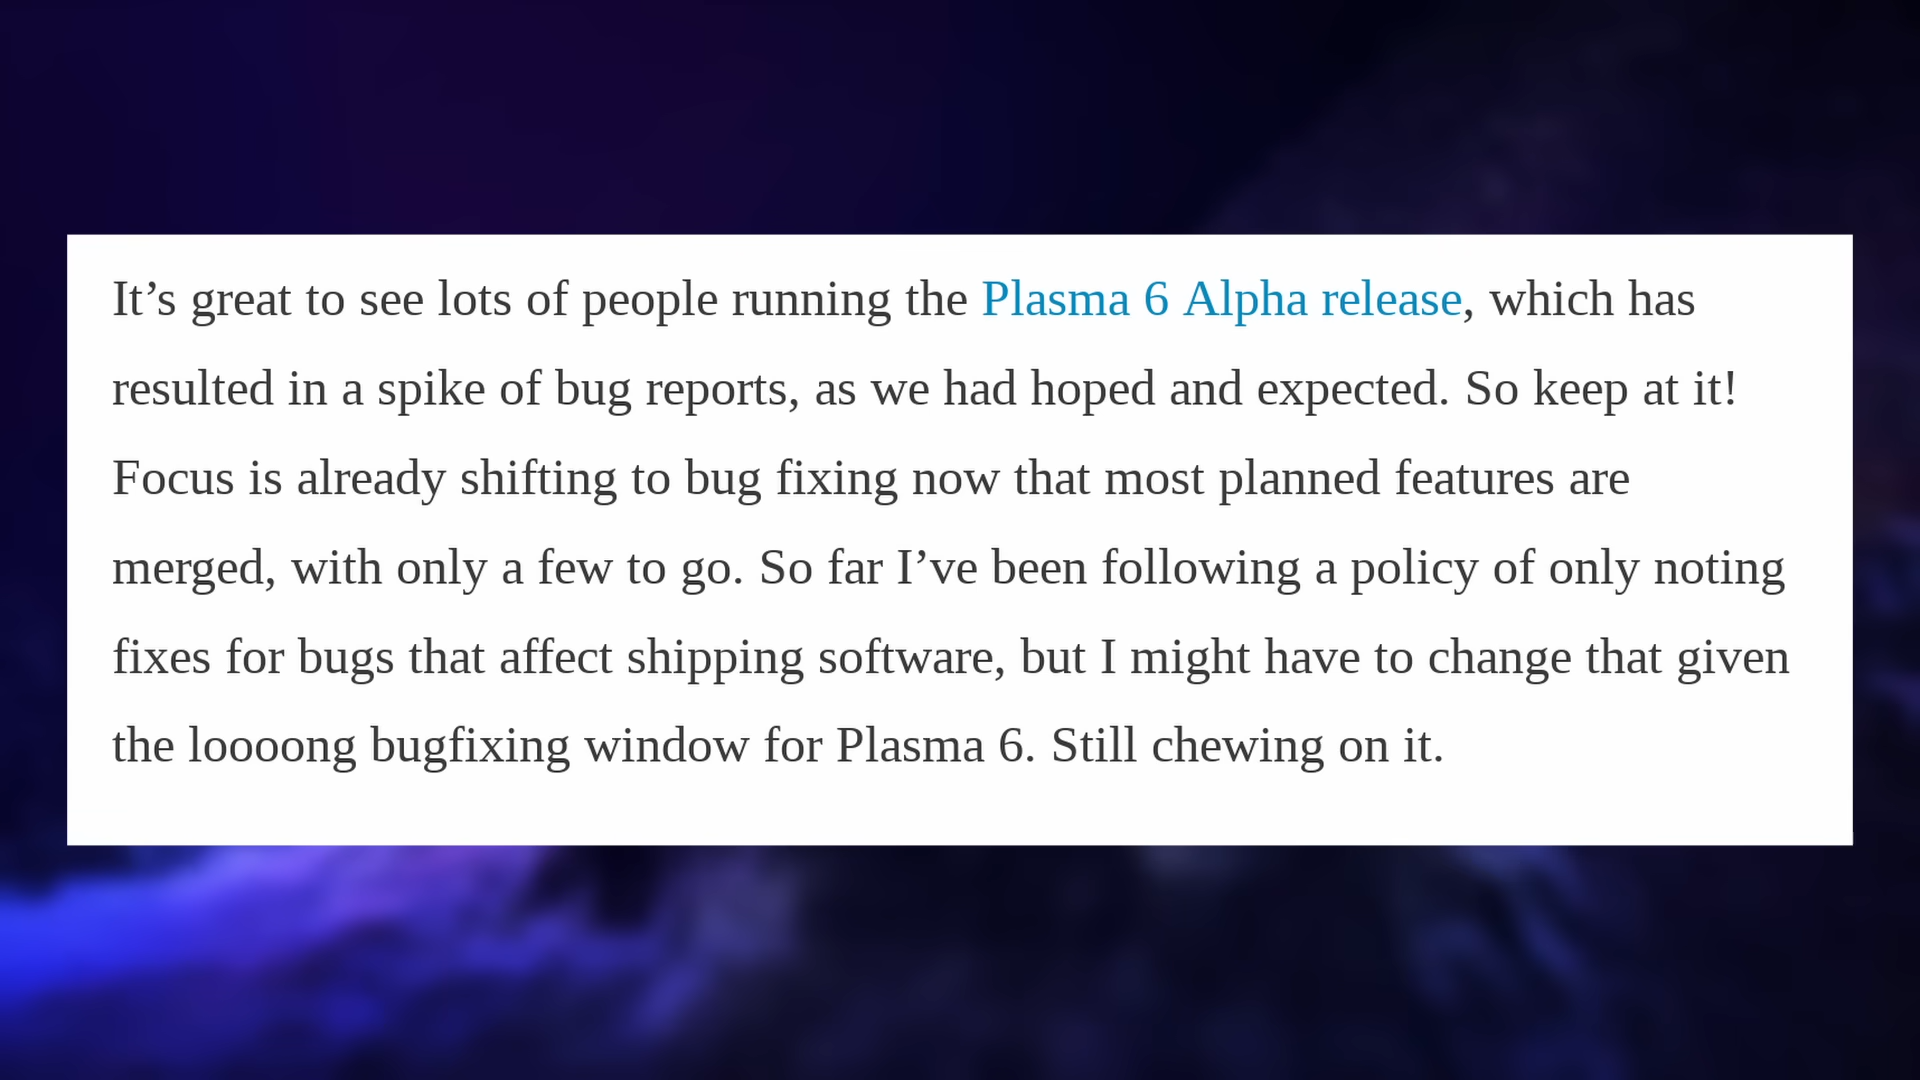 It’s great to see lots of people running the Plasma 6 Alpha release, which has
resulted in a spike of bug reports, as we had hoped and expected. So keep at it!
Focus is already shifting to bug fixing now that most planned features are
merged, with only a few to go. So far I’ve been following a policy of only noting
fixes for bugs that affect shipping software, but I might have to change that given
the loooong bugfixing window for Plasma 6. Still chewing on it.